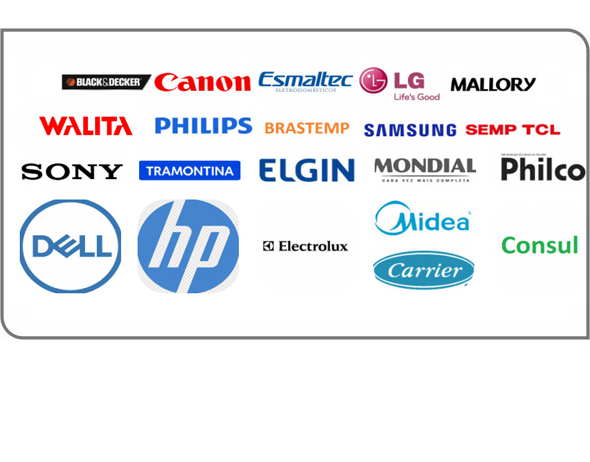 BLACK&DECKER
Canon
Esmaltec
ELETRODOMÉSTICOS
LG
Life's Good
MALLORY
WALITA
PHILIPS
BRASTEMP
SAMSUNG
SEMP TCL
SONY
TRAMONTINA
ELGIN
MONDIAL
CADA VEZ MAIS COMPLETA
Philco
DELL
hp
Electrolux
Midea
Carrier
Consul